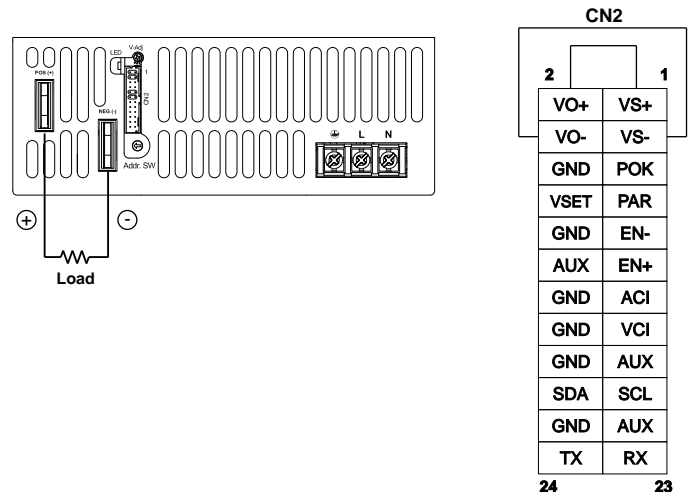 CN2
LED
V-Adj
POS (+)
1
CN2
NEG (-)
L N
Addr. SW
+ -
Load
2 1
VO+ VS+
VO- VS-
GND POK
VSET PAR
GND EN-
AUX EN+
GND ACI
GND VCI
GND AUX
SDA SCL
GND AUX
TX RX
24 23